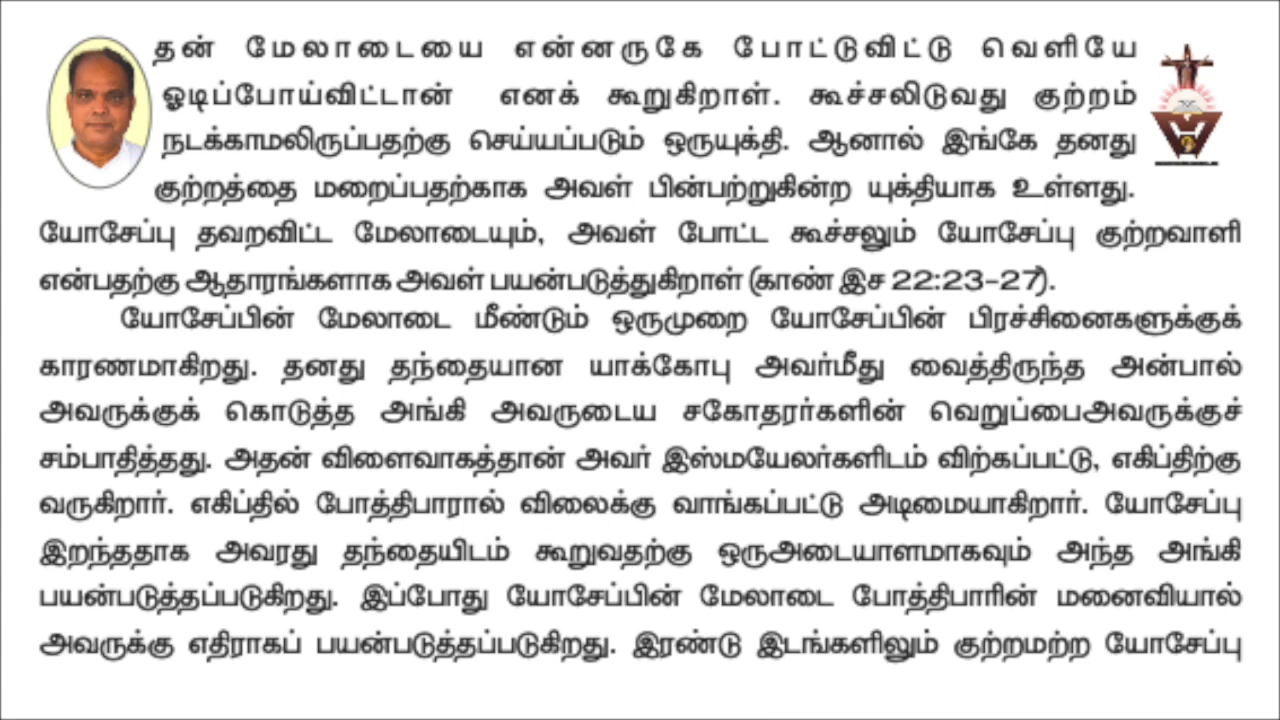 தன் மேலாடையை என்னருகே போட்டுவிட்டு வெளியே
ஓடிப்போய்விட்டான் எனக் கூறுகிறாள். கூச்சலிடுவது குற்றம்
நடக்காமலிருப்பதற்கு செய்யப்படும் ஒருயுக்தி. ஆனால் இங்கே தனது
குற்றத்தை மறைப்பதற்காக அவள் பின்பற்றுகின்ற யுக்தியாக உள்ளது.
யோசேப்பு தவறவிட்ட மேலாடையும், அவள் போட்ட கூச்சலும் யோசேப்பு குற்றவாளி
என்பதற்கு ஆதாரங்களாக அவள் பயன்படுத்துகிறாள் (காண் இச 22:23-27).
யோசேப்பின் மேலாடை மீண்டும் ஒருமுறை யோசேப்பின் பிரச்சினைகளுக்குக்
காரணமாகிறது. தனது தந்தையான யாக்கோபு அவர்மீது வைத்திருந்த அன்பால்
அவருக்குக் கொடுத்த அங்கி அவருடைய சகோதரர்களின் வெறுப்பைஅவருக்குச்
சம்பாதித்தது. அதன் விளைவாகத்தான் அவர் இஸ்மயேலர்களிடம் விற்கப்பட்டு, எகிப்திற்கு
வருகிறார். எகிப்தில் போத்திபாரால் விலைக்கு வாங்கப்பட்டு அடிமையாகிறார். யோசேப்பு
இறந்ததாக அவரது தந்தையிடம் கூறுவதற்கு ஒருஅடையாளமாகவும் அந்த அங்கி
பயன்படுத்தப்படுகிறது. இப்போது யோசேப்பின் மேலாடை போத்திபாரின் மனைவியால்
அவருக்கு எதிராகப் பயன்படுத்தப்படுகிறது. இரண்டு இடங்களிலும் குற்றமற்ற யோசேப்பு